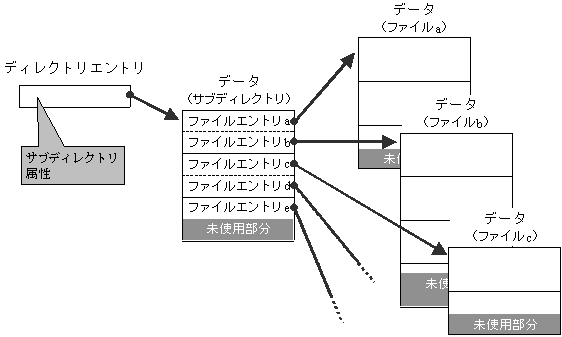 データ
(ファイルa)
ディレクトリエントリ
データ
(サブディレクトリ)
ファイルエントリa
ファイルエントリb
ファイルエントリc
ファイルエントリd
ファイルエントリe
未使用部分
サブディレクトリ
属性
未使
データ
(ファイルb)
未使
データ
(ファイルc)
未使用部分